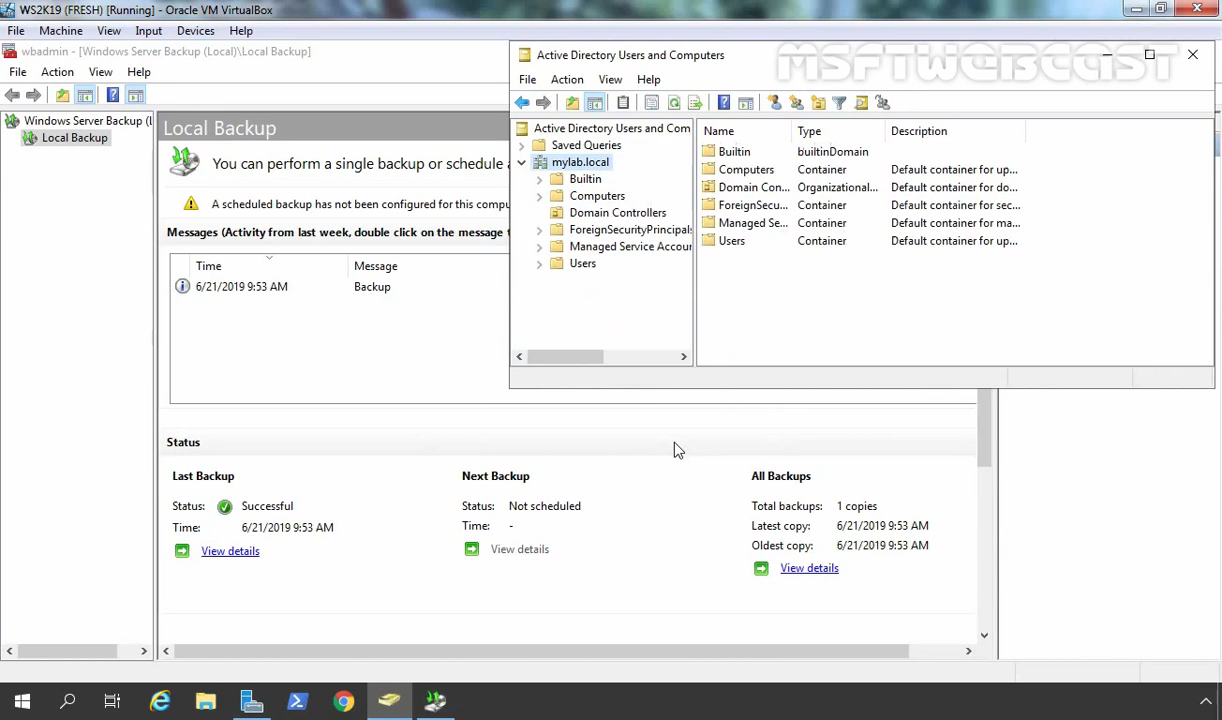 WS2K19 (FRESH) [Running] - Oracle VM VirtualBox
File Machine View Input Devices Help
wbadmin - [Windows Server Backup (Local)\Local Backup]
File Action View Help
Windows Server Backup (L
Local Backup
Local Backup
You can perform a single backup or schedule a
A scheduled backup has not been configured for this compu
Messages (Activity from last week, double click on the message t
Time Message
6/21/2019 9:53 AM Backup
Status
Last Backup
Status: Successful
Time: 6/21/2019 9:53 AM
View details
Next Backup
Status: Not scheduled
Time: -
View details
All Backups
Total backups: 1 copies
Latest copy: 6/21/2019 9:53 AM
Oldest copy: 6/21/2019 9:53 AM
View details
Active Directory Users and Computers
MSFTWEBCAST
File Action View Help
Active Directory Users and Com
Saved Queries
mylab.local
Builtin
Computers
Domain Controllers
ForeignSecurityPrincipals
Managed Service Accour
Users
Name Type Description
Builtin builtinDomain
Computers Container Default container for up...
Domain Con... Organizational... Default container for do...
ForeignSecu... Container Default container for sec...
Managed Se... Container Default container for ma...
Users Container Default container for up...